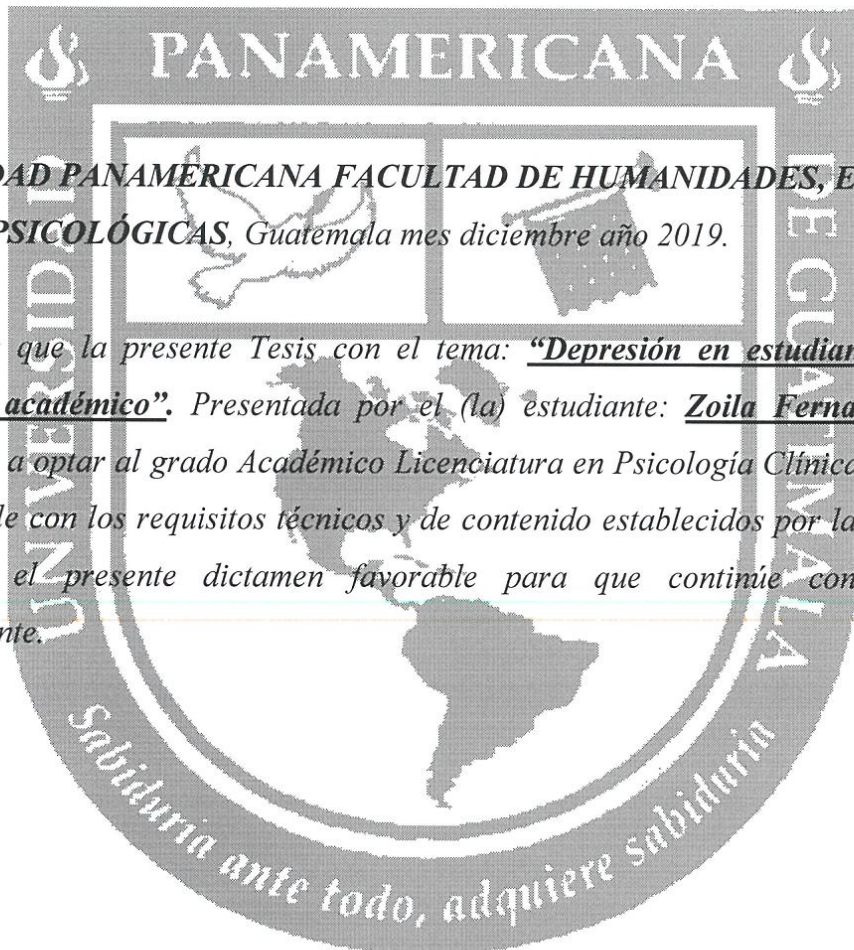 PANAMERICANA
UNIVERSIDAD
DE GUATEMALA
DAD PANAMERICANA FACULTAD DE HUMANIDADES, E
PSICOLÓGICAS, Guatemala mes diciembre año 2019.
que la presente Tesis con el tema: “Depresión en estudian
académico”. Presentada por el (la) estudiante: Zoila Ferna
a optar al grado Académico Licenciatura en Psicología Clínica
le con los requisitos técnicos y de contenido establecidos por la
el presente dictamen favorable para que continúe con
nte.
Sabiduría ante todo, adquiere sabiduría